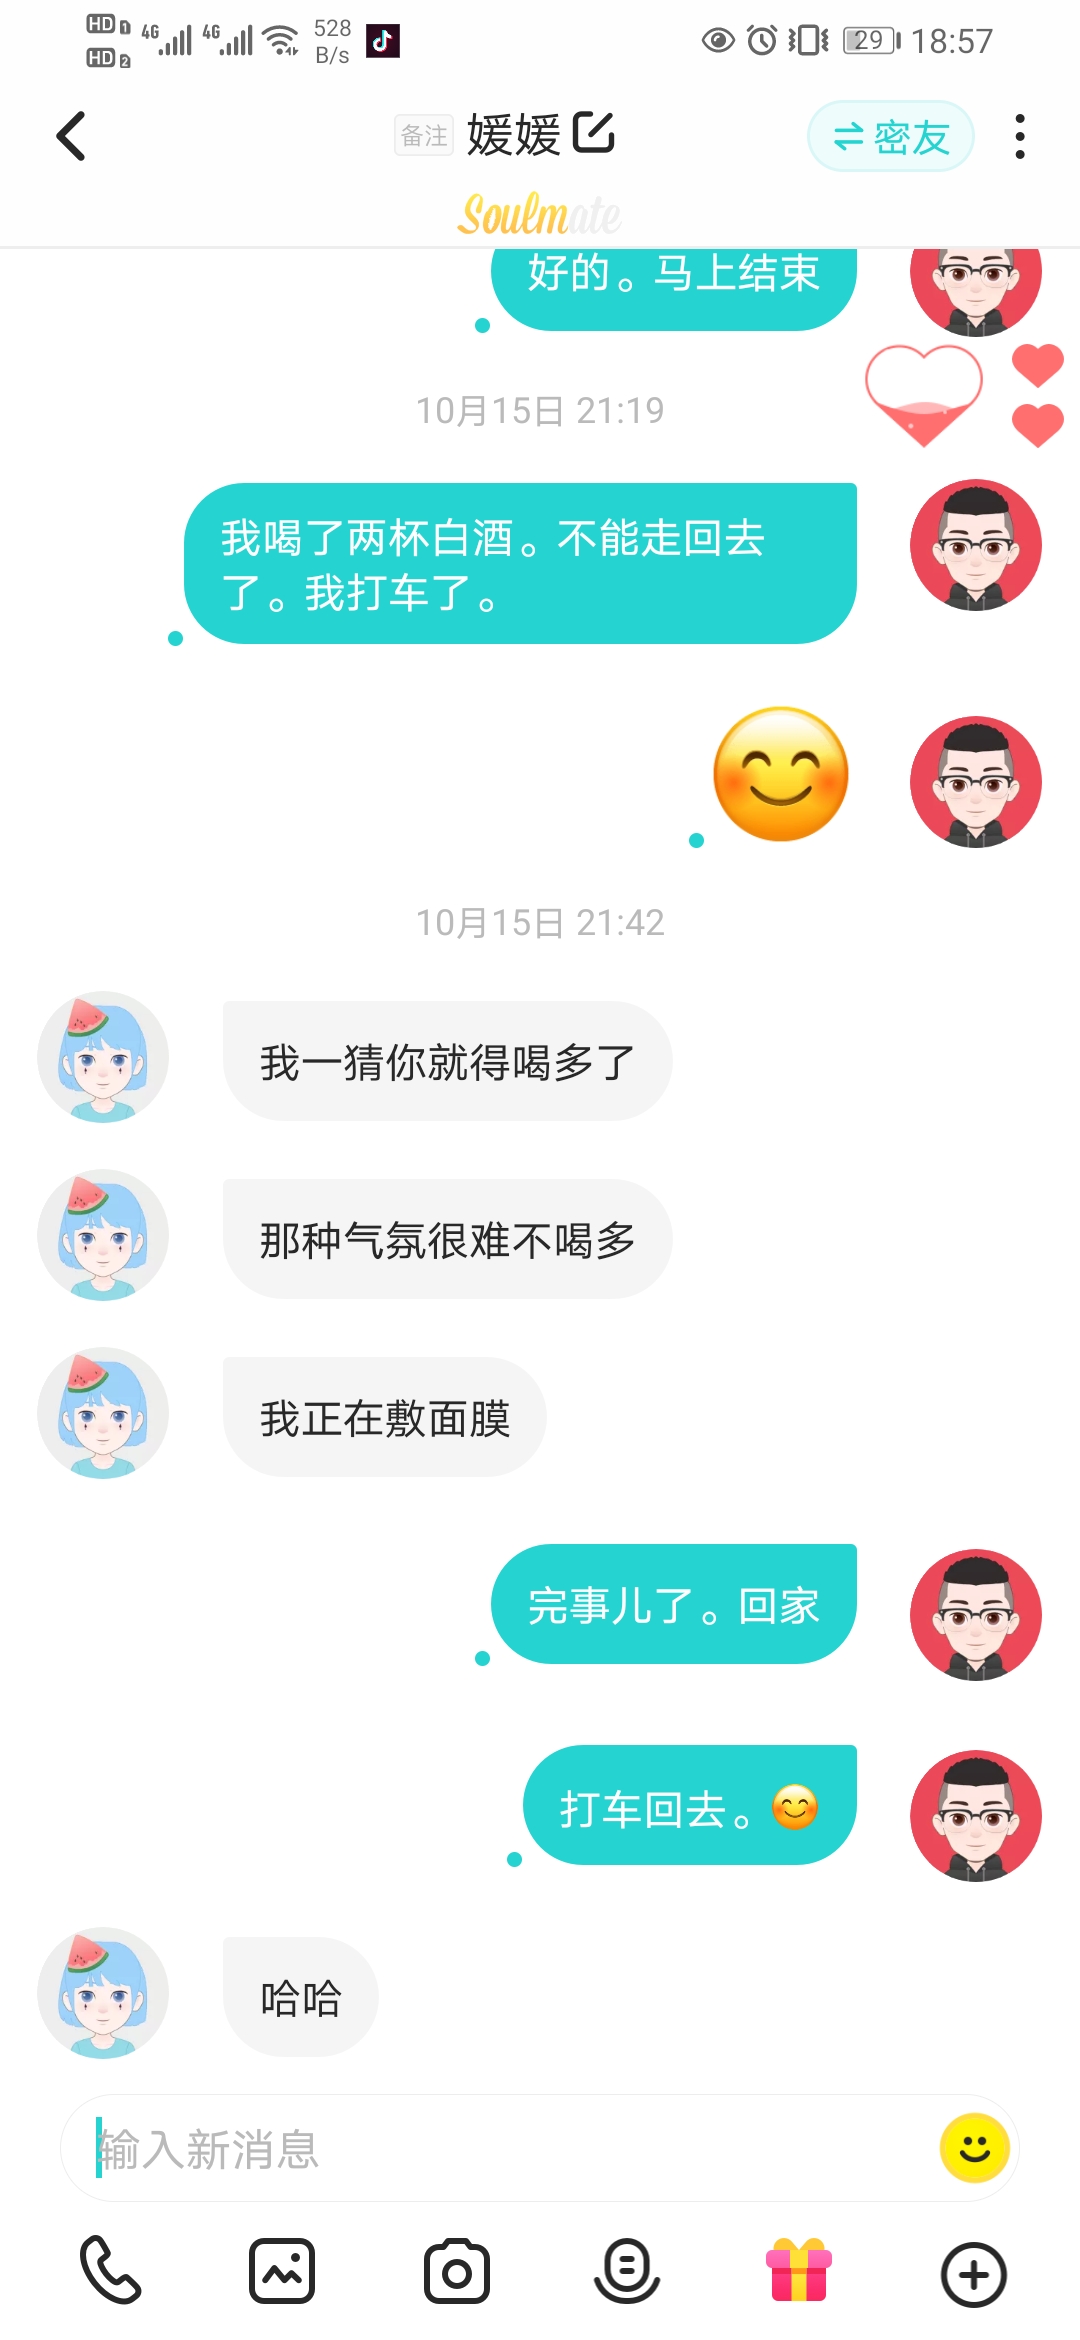 HD 1 4G 4G 528 29 18:57
HD 2 B/s
备注 媛媛 密友
Soulmate
好的。马上结束
10月15日 21:19
我喝了两杯白酒。不能走回去
了。我打车了。
10月15日 21:42
我一猜你就得喝多了
那种气氛很难不喝多
我正在敷面膜
完事儿了。回家
打车回去。😊
哈哈
输入新消息